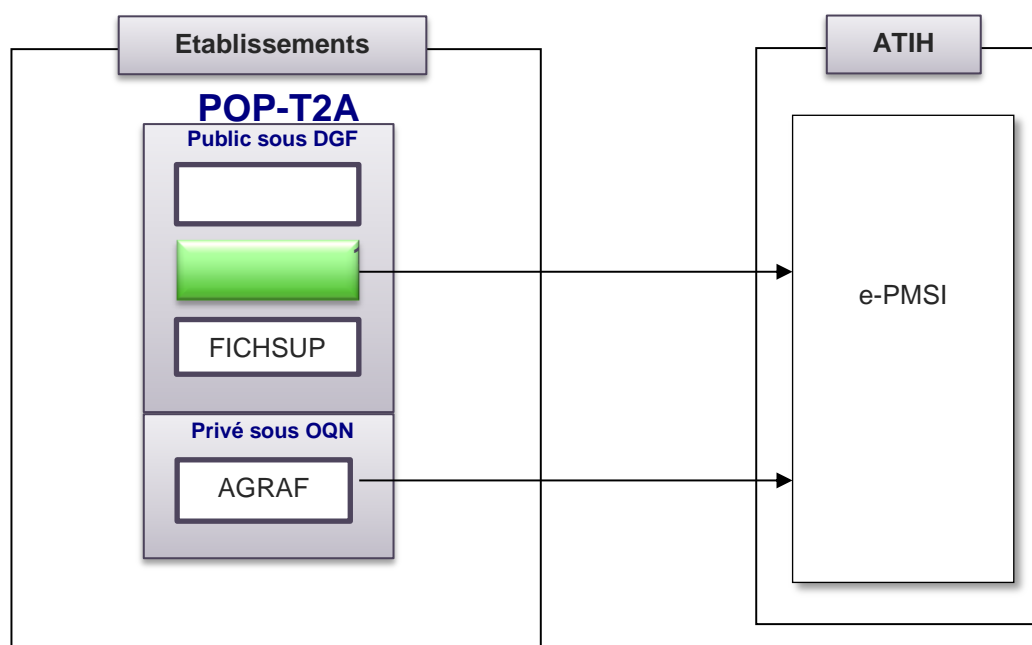 Etablissements
ATIH
POP-T2A
Public sous DGF
FICHSUP
e-PMSI
Privé sous OQN
AGRAF